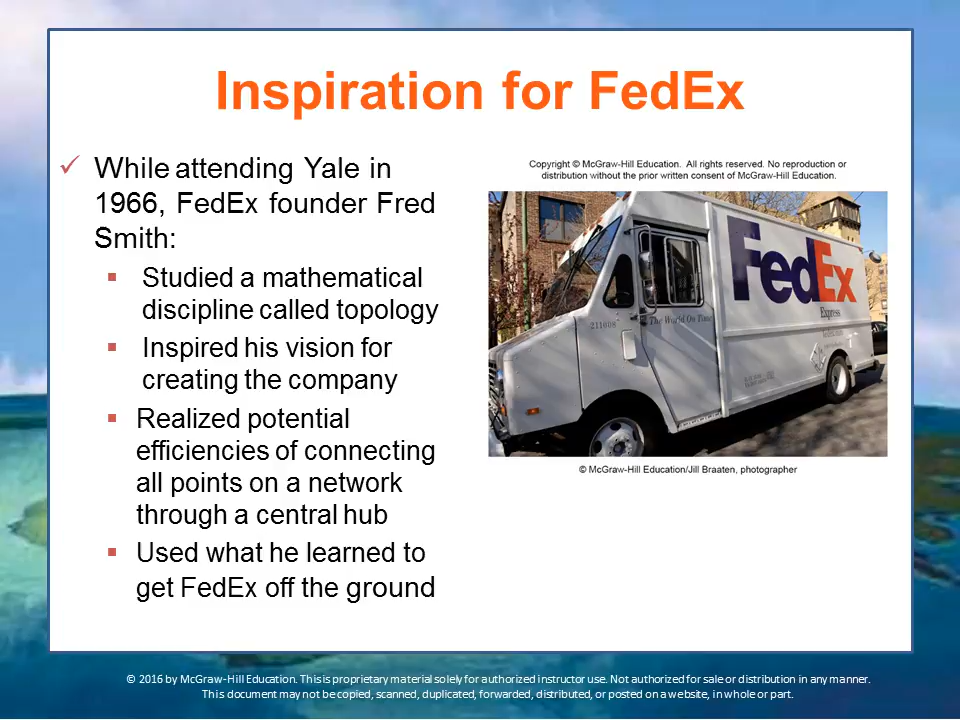 Inspiration for FedEx
While attending Yale in
1966, FedEx founder Fred
Smith:
Studied a mathematical
discipline called topology
Inspired his vision for
creating the company
Realized potential
efficiencies of connecting
all points on a network
through a central hub
Used what he learned to
get FedEx off the ground
Copyright © McGraw-Hill Education. All rights reserved. No reproduction or
distribution without the prior written consent of McGraw-Hill Education.
FedEx
Express
The World On Time
211008
© McGraw-Hill Education/Jill Braaten, photographer
© 2016 by McGraw-Hill Education. This is proprietary material solely for authorized instructor use. Not authorized for sale or distribution in any manner.
This document may not be copied, scanned, duplicated, forwarded, distributed, or posted on a website, in whole or part.